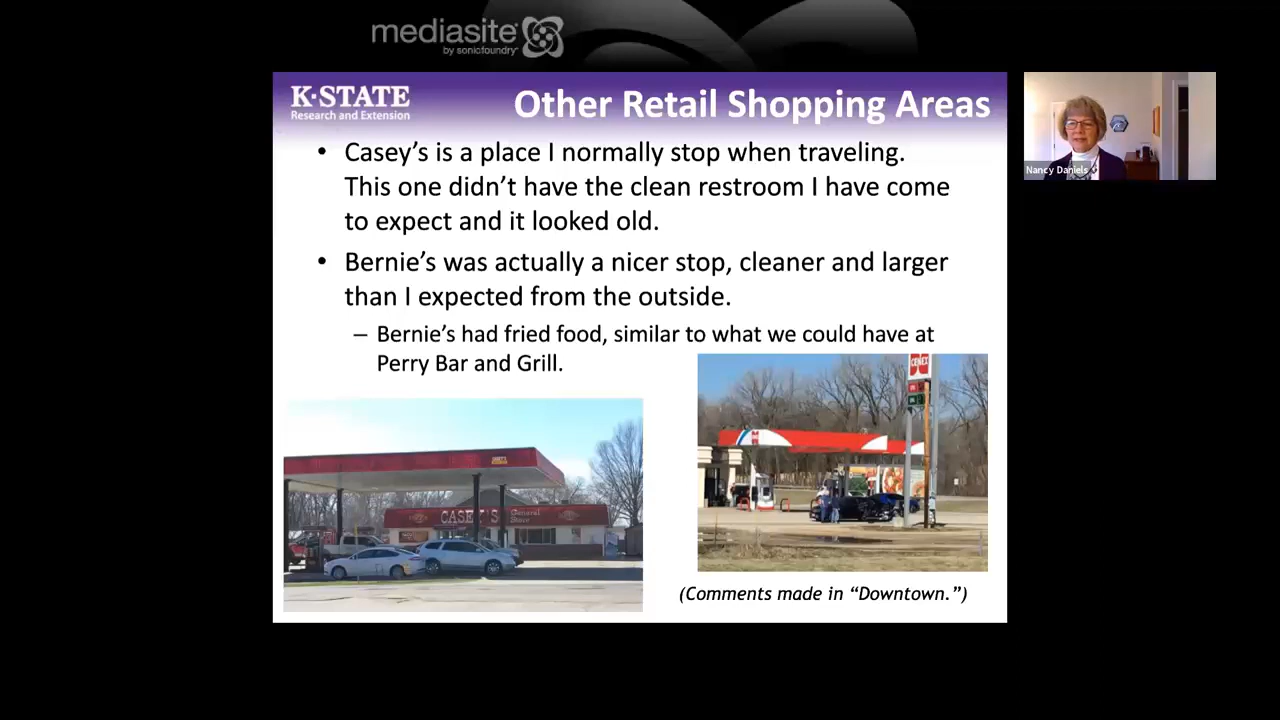 mediasite
by sonicfoundry
K-STATE
Research and Extension
Other Retail Shopping Areas
• Casey's is a place I normally stop when traveling.
This one didn't have the clean restroom I have come
to expect and it looked old.
• Bernie's was actually a nicer stop, cleaner and larger
than I expected from the outside.
– Bernie's had fried food, similar to what we could have at
Perry Bar and Grill.
CENEX
CASEY'S General
Store
(Comments made in “Downtown.”)
Nancy Daniels